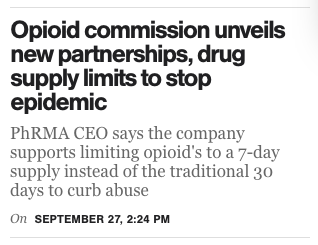 Opioid commission unveils
new partnerships, drug
supply limits to stop
epidemic
PhRMA CEO says the company
supports limiting opioid's to a 7-day
supply instead of the traditional 30
days to curb abuse
On SEPTEMBER 27, 2:24 PM